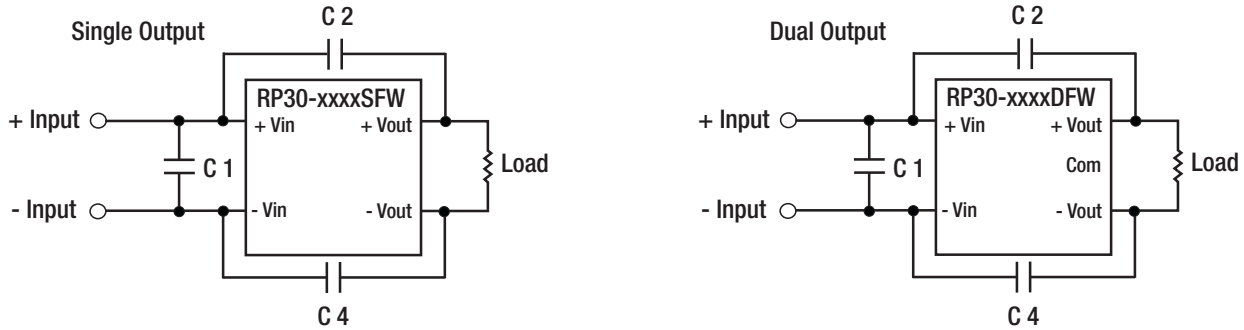 Single Output
C 2
RP30-xxxxSFW
+ Input
+ Vin
+ Vout
C 1
Load
- Input
- Vin
- Vout
C 4
Dual Output
C 2
RP30-xxxxDFW
+ Input
+ Vin
+ Vout
C 1
Com
Load
- Input
- Vin
- Vout
C 4